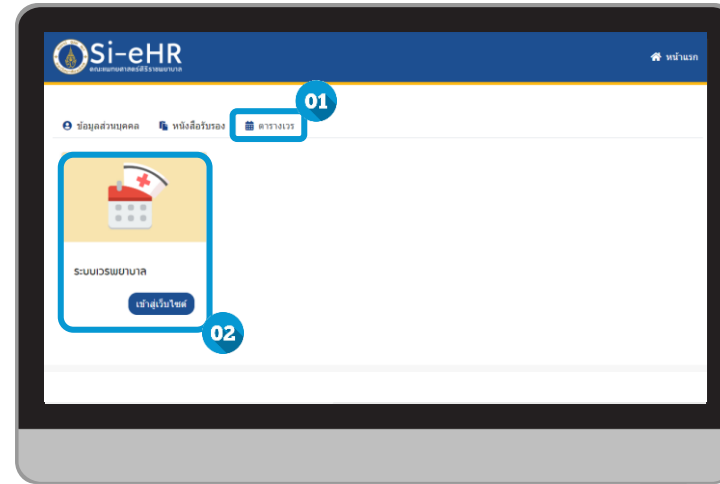 Si-eHR
คณะแพทยศาสตร์ศิริราชพยาบาล
หน้าแรก
01
ข้อมูลส่วนบุคคล
หนังสือรับรอง
ตารางเวร
ระบบเวรพยาบาล
เข้าสู่เว็บไซต์
02